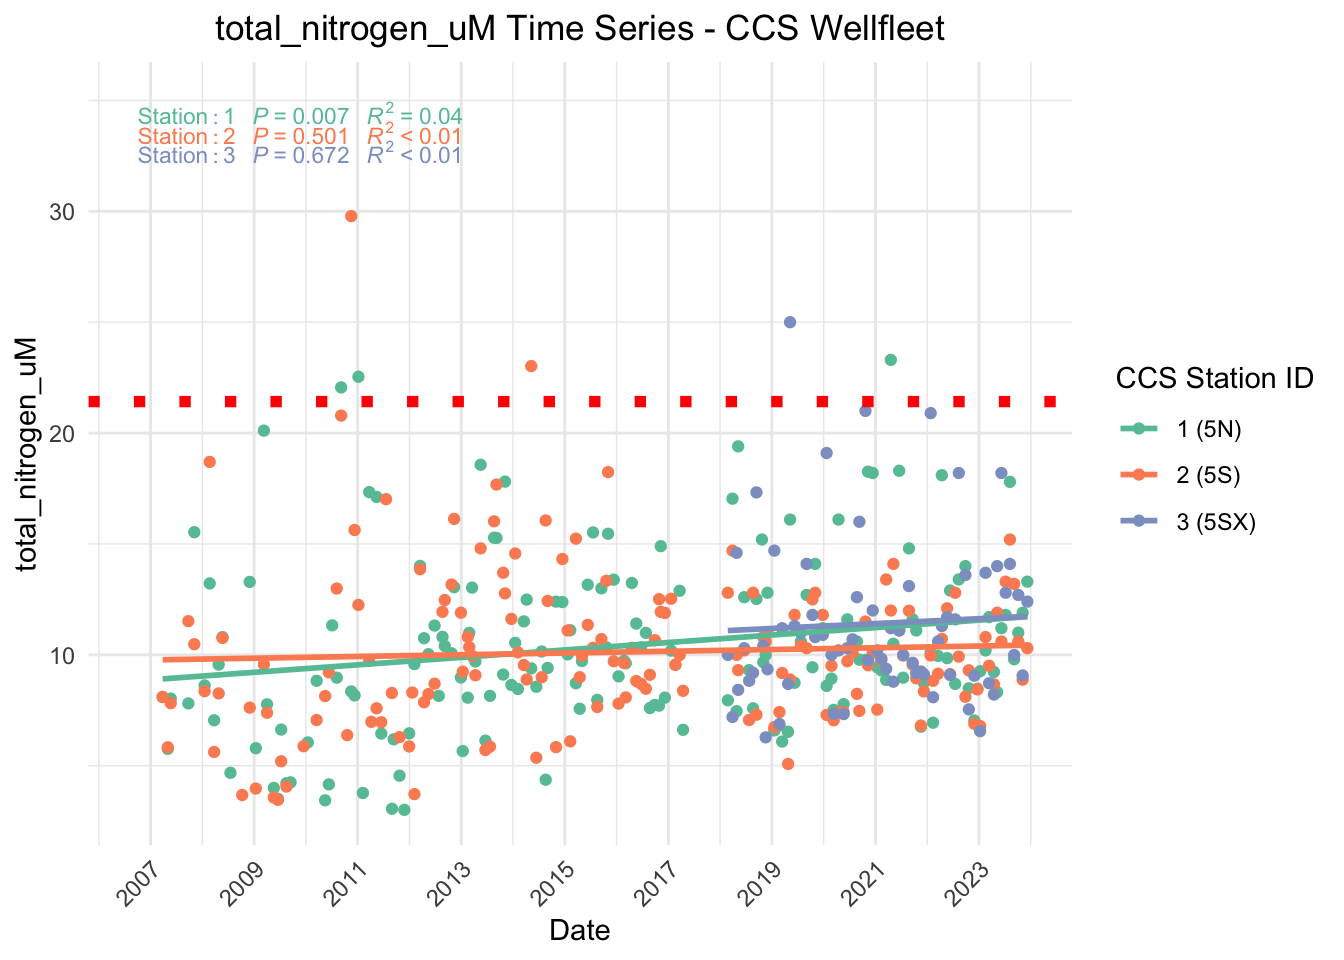 total_nitrogen_uM Time Series - CCS Wellfleet
Station : 1 P = 0.007 R² = 0.04
Station : 2 P = 0.501 R² < 0.01
Station : 3 P = 0.672 R² < 0.01
30
20
10
total_nitrogen_uM
2007
2009
2011
2013
2015
2017
2019
2021
2023
Date
CCS Station ID
1 (5N)
2 (5S)
3 (5SX)